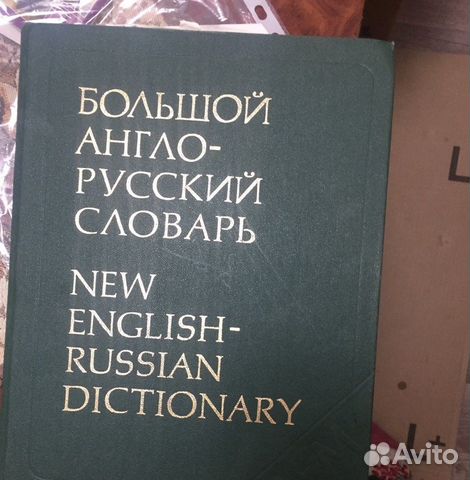 БОЛЬШОЙ
АНГЛО-
РУССКИЙ
СЛОВАРЬ
NEW
ENGLISH-
RUSSIAN
DICTIONARY
L
L+
Avito